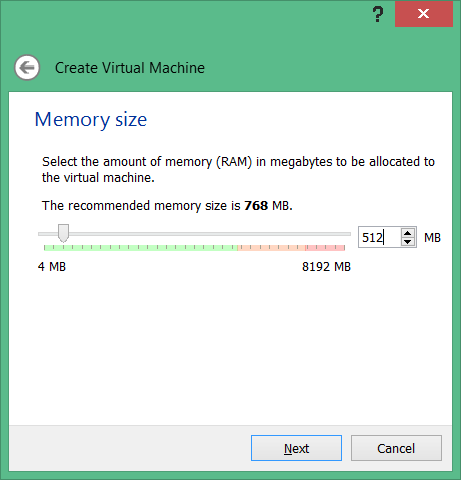 ?
Create Virtual Machine
Memory size
Select the amount of memory (RAM) in megabytes to be allocated to
the virtual machine.
The recommended memory size is 768 MB.
512 MB
4 MB 8192 MB
Next Cancel